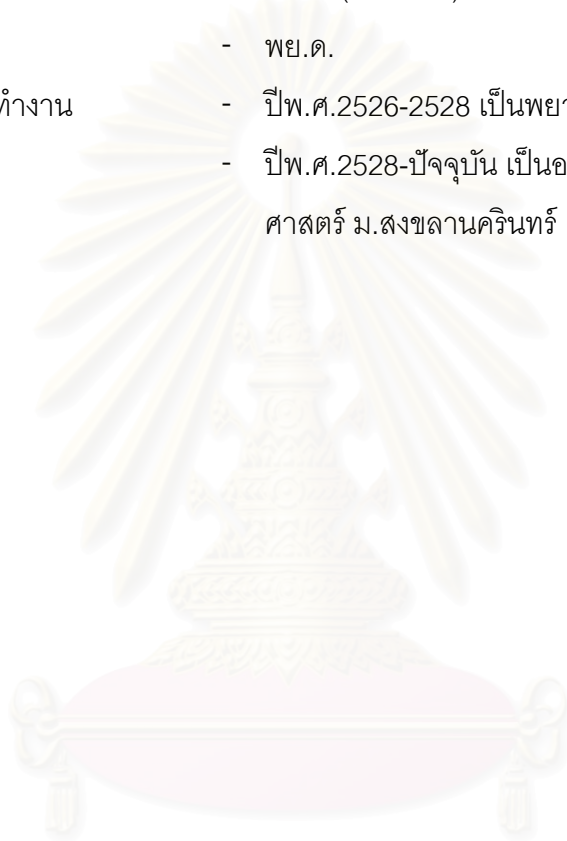 - พย.ด.
ทำงาน - ปีพ.ศ.2526-2528 เป็นพยา
- ปีพ.ศ.2528-ปัจจุบัน เป็นอ
ศาสตร์ ม.สงขลานครินทร์